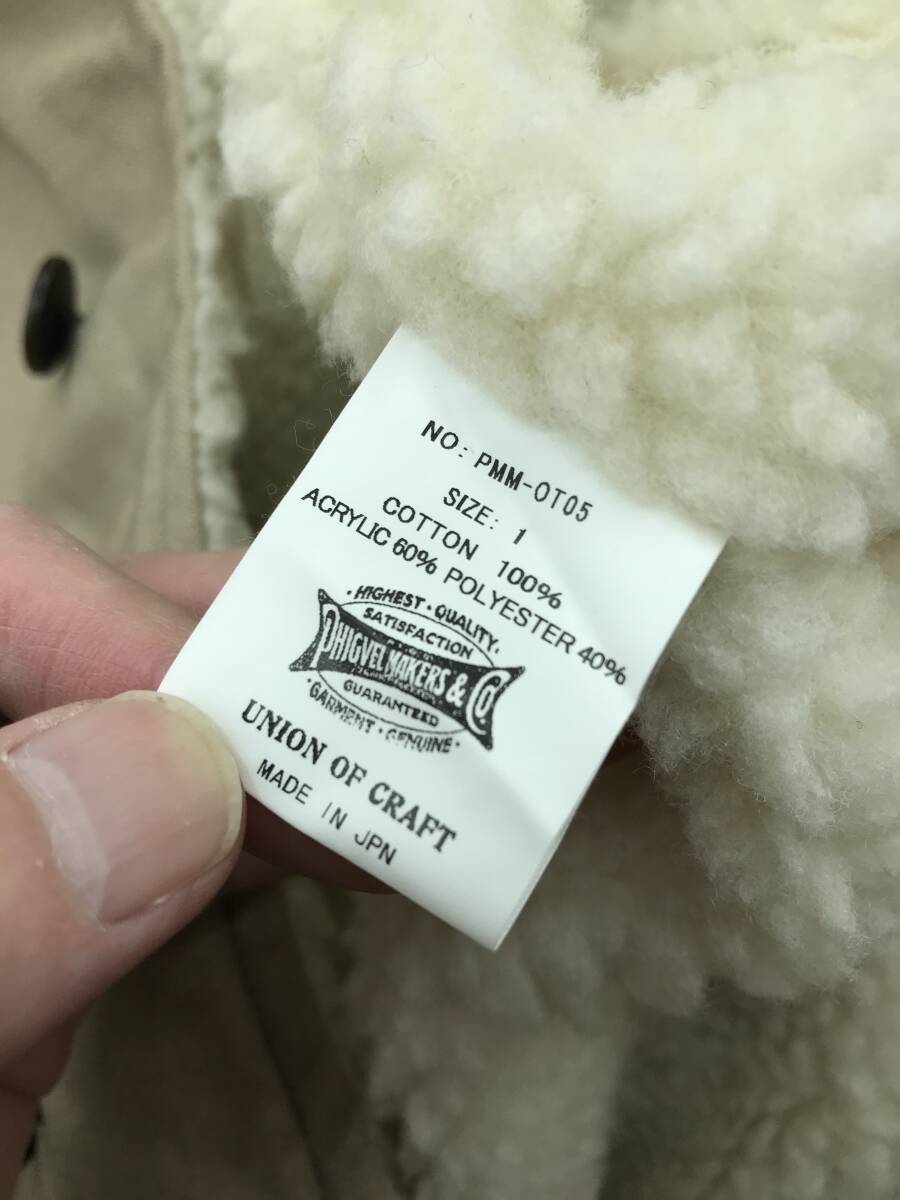 NO: PMM-OT05
SIZE: 1
COTTON 100%
ACRYLIC 60% POLYESTER 40%
·HIGHEST·QUALITY·
SATISFACTION
PHIGVEL MAKERS & Co.
GUARANTEED
·GARMENT·GENUINE·
UNION OF CRAFT
MADE IN JPN